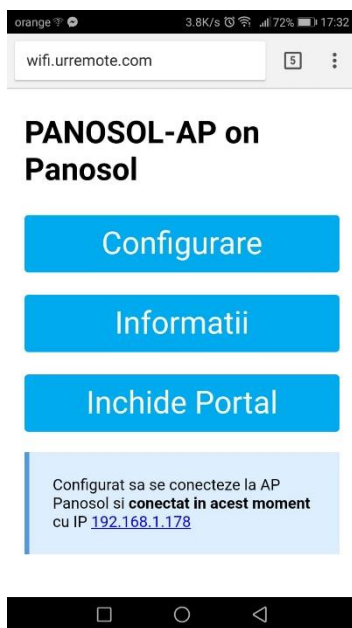 orange 3.8K/s 72% 17:32
wifi.urremote.com 5
PANOSOL-AP on
Panosol
Configurare
Informatii
Inchide Portal
Configurat sa se conecteze la AP
Panosol si conectat in acest moment
cu IP 192.168.1.178